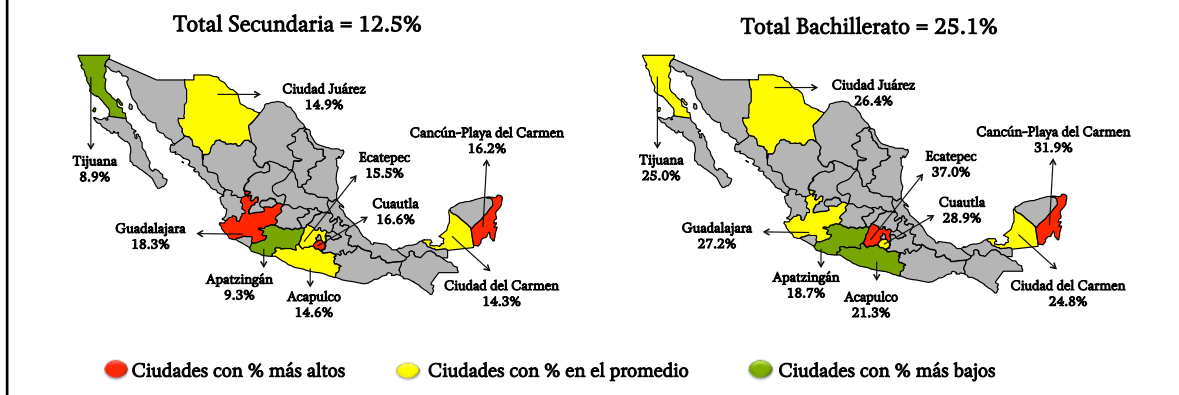 Total Secundaria = 12.5%
Ciudad Juárez
14.9%
Cancún-Playa del Carmen
16.2%
Tijuana
8.9%
Ecatepec
15.5%
Cuautla
16.6%
Guadalajara
18.3%
Apatzingán
9.3%
Acapulco
14.6%
Ciudad del Carmen
14.3%
Total Bachillerato = 25.1%
Ciudad Juárez
26.4%
Cancún-Playa del Carmen
31.9%
Tijuana
25.0%
Ecatepec
37.0%
Cuautla
28.9%
Guadalajara
27.2%
Apatzingán
18.7%
Acapulco
21.3%
Ciudad del Carmen
24.8%
Ciudades con % más altos
Ciudades con % en el promedio
Ciudades con % más bajos